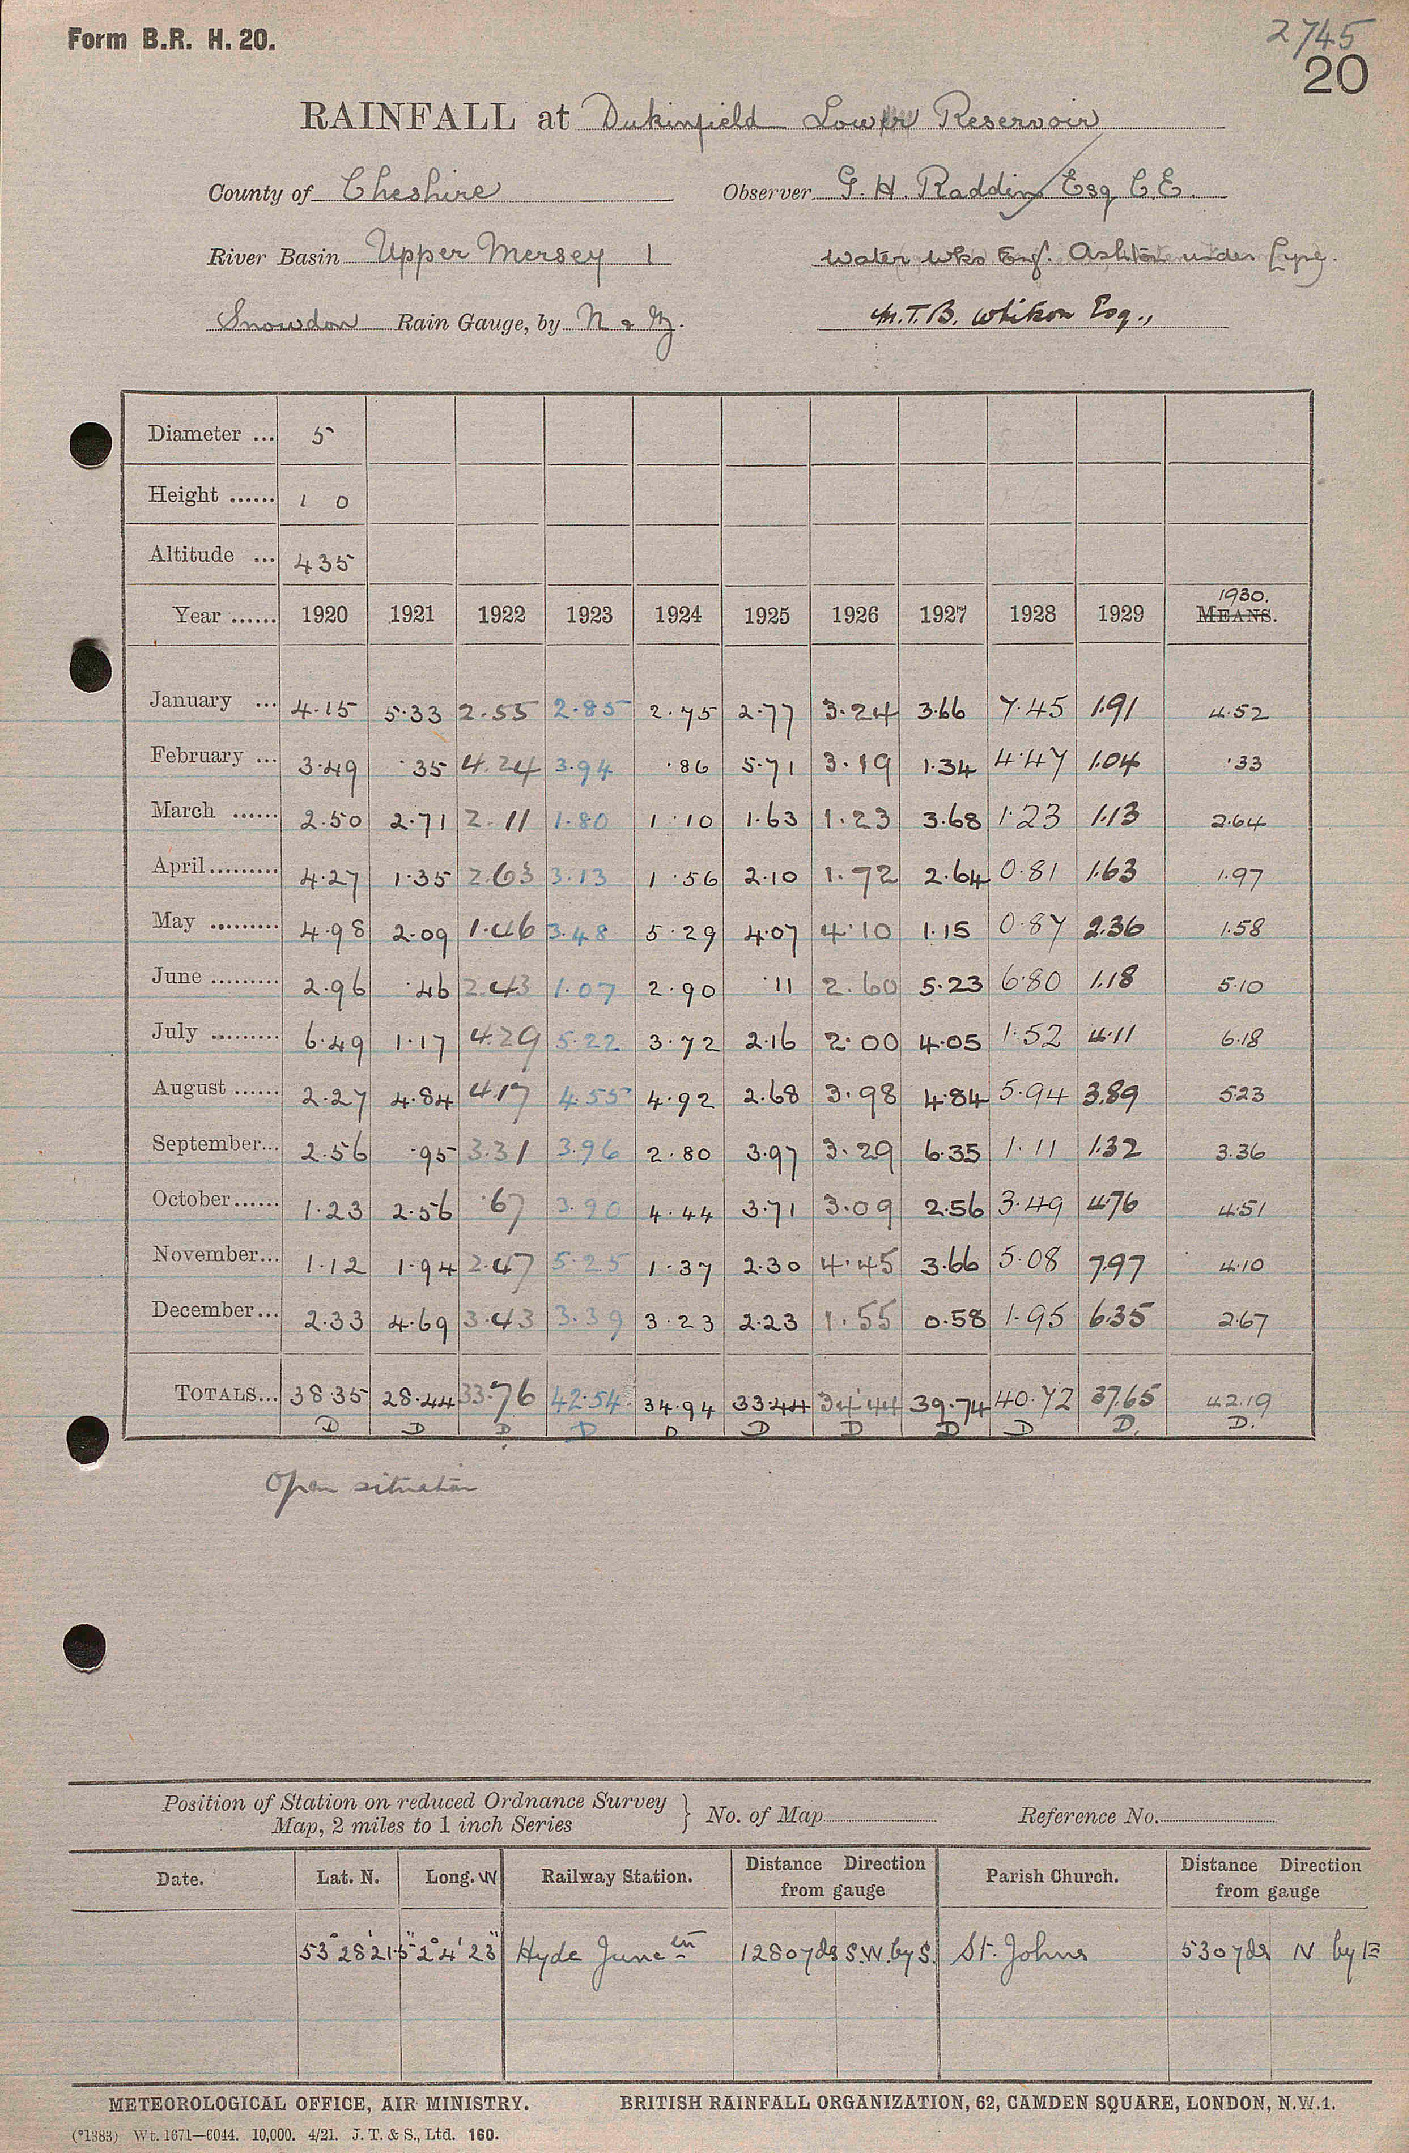 Form B.R. H. 20.
2745
20
RAINFALL at Dukinfield Lower Reservoir
County of Cheshire Observer G. H. Raddin Esq C.E.
River Basin Upper Mersey 1 Water Wks Eng. Ashton under Lyne.
Snowdon Rain Gauge, by N & Z. M.T.B. Whitson Esq.,
Diameter ... 5
Height ...... 1 0
Altitude ... 435
1930.
Year ...... 1920 1921 1922 1923 1924 1925 1926 1927 1928 1929 MEANS.
January ... 4.15 5.33 2.55 2.85 2.75 2.77 3.24 3.66 7.45 1.91 4.52
February ... 3.49 .35 4.24 3.94 .86 5.71 3.19 1.34 4.47 1.04 .33
March ...... 2.50 2.71 2.11 1.80 1.10 1.63 1.23 3.68 1.23 1.13 2.64
April......... 4.27 1.35 2.63 3.13 1.56 2.10 1.72 2.64 0.81 1.63 1.97
May ......... 4.98 2.09 1.46 3.48 5.29 4.07 4.10 1.15 0.87 2.36 1.58
June ......... 2.96 .46 2.43 1.07 2.90 .11 2.60 5.23 6.80 1.18 5.10
July ......... 6.49 1.17 4.29 5.22 3.72 2.16 2.00 4.05 1.52 4.11 6.18
August ...... 2.27 4.84 4.17 4.55 4.92 2.68 3.98 4.84 5.94 3.89 5.23
September... 2.56 .95 3.31 3.96 2.80 3.97 3.29 6.35 1.11 1.32 3.36
October...... 1.23 2.56 .67 3.90 4.44 3.71 3.09 2.56 3.49 4.76 4.51
November... 1.12 1.94 2.47 5.25 1.37 2.30 4.45 3.66 5.08 7.97 4.10
December... 2.33 4.69 3.43 3.39 3.23 2.23 1.55 0.58 1.95 6.35 2.67
TOTALS... 38.35 28.44 33.76 42.54 34.94 33.44 34.44 39.74 40.72 37.65 42.19
D D D D D D D D D D. D.
Open situation
Position of Station on reduced Ordnance Survey
Map, 2 miles to 1 inch Series } No. of Map Reference No.
Date. Lat. N. Long. W Railway Station. Distance Direction from gauge Parish Church. Distance Direction from gauge
53° 28' 21.5" 2° 4' 23" Hyde Junc en 1280 yds S.W. by S. St. Johns 530 yds N by E
METEOROLOGICAL OFFICE, AIR MINISTRY. BRITISH RAINFALL ORGANIZATION, 62, CAMDEN SQUARE, LONDON, N.W.1.
(*1383) Wt. 1671—6044. 10,000. 4/21. J. T. & S., Ltd. 160.